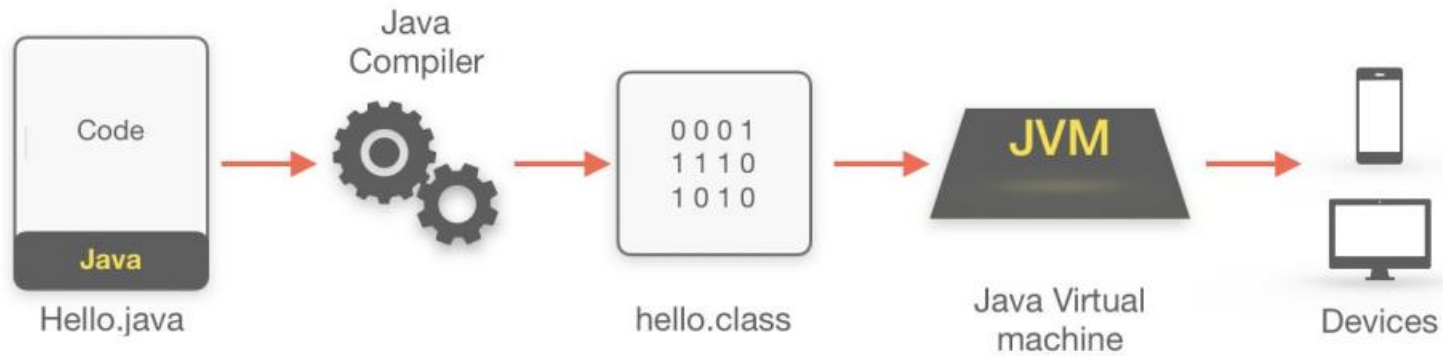 Code
Java
Hello.java
Java
Compiler
0 0 0 1
1 1 1 0
1 0 1 0
hello.class
JVM
Java Virtual
machine
Devices